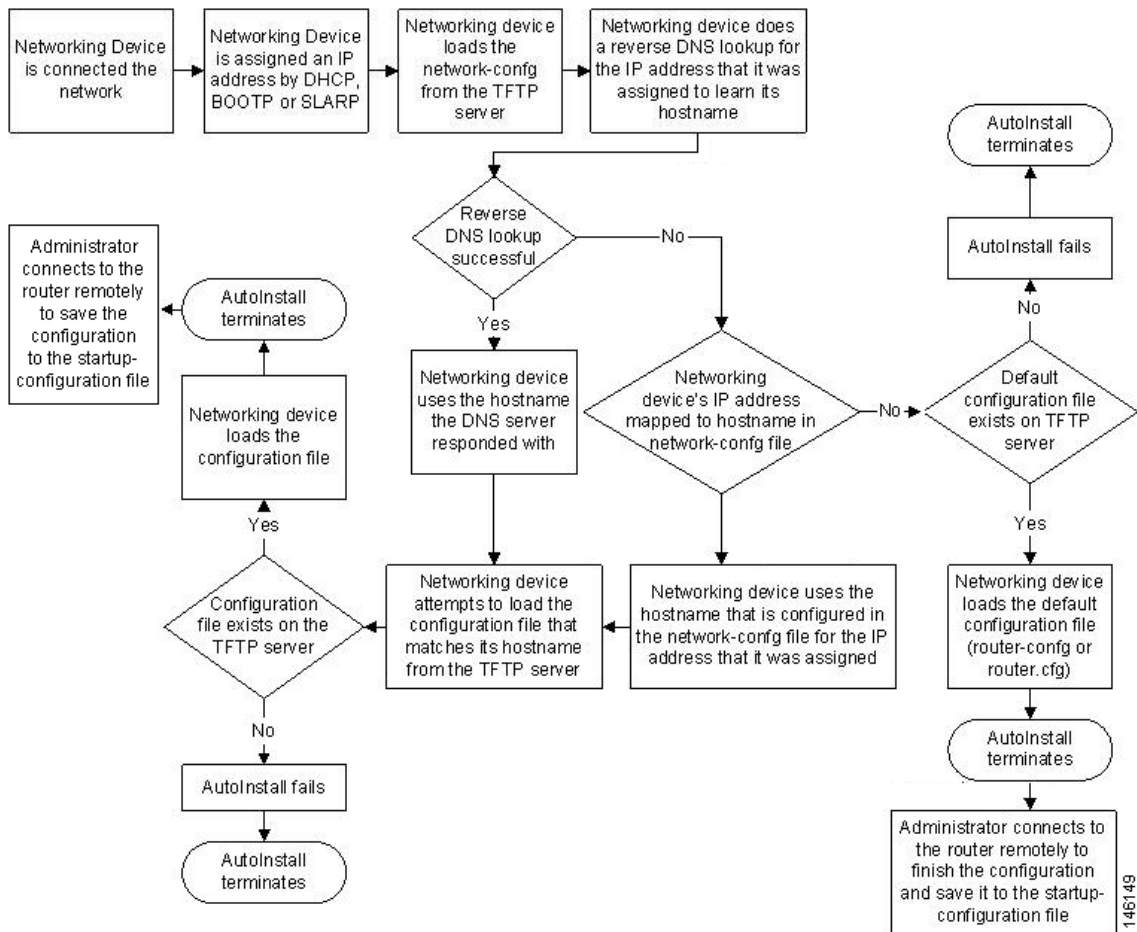 Networking Device
is connected the
network
Networking Device
is assigned an IP
address by DHCP,
BOOTP or SLARP
Networking device
loads the
network-confg
from the TFTP
server
Networking device does
a reverse DNS lookup for
the IP address that it was
assigned to learn its
hostname
AutoInstall
terminates
Reverse
DNS lookup
successful
No
AutoInstall fails
Administrator
connects to the
router remotely
to save the
configuration
to the startup-
configuration file
AutoInstall
terminates
Yes
No
Networking device
uses the hostname
the DNS server
responded with
Networking
device's IP address
mapped to hostname in
network-confg file
No
Default
configuration file
exists on TFTP
server
Networking device
loads the
configuration file
Yes
Yes
Configuration
file exists on the
TFTP server
Networking device
attempts to load the
configuration file that
matches its hostname
from the TFTP server
Networking device uses the
hostname that is configured in
the network-confg file for the IP
address that it was assigned
Networking device
loads the default
configuration file
(router-confg or
router.cfg)
No
AutoInstall
terminates
AutoInstall fails
AutoInstall
terminates
Administrator connects to
the router remotely to
finish the configuration
and save it to the startup-
configuration file
146149